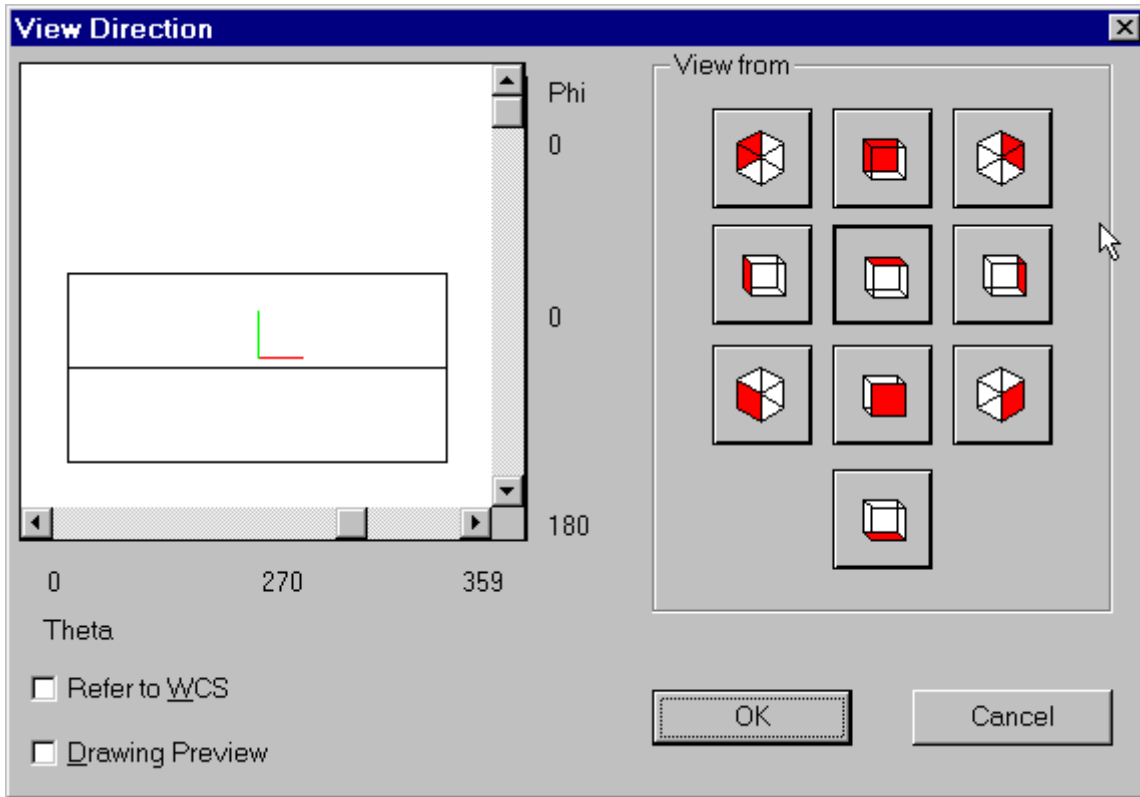 View Direction
View from
Phi
0
0
180
0 270 359
Theta
Refer to WCS
Drawing Preview
OK Cancel